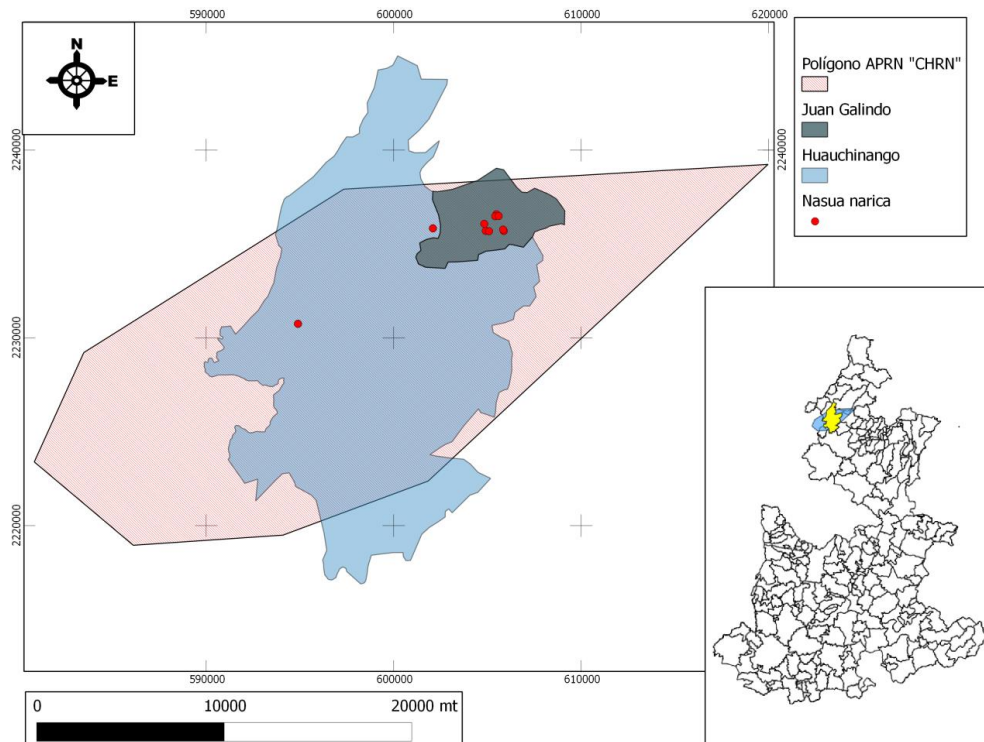 590000
600000
610000
620000
N
E
2240000
2230000
2220000
2240000
Polígono APRN "CHRN"
Juan Galindo
Huauchinango
Nasua narica
590000
600000
610000
0
10000
20000 mt